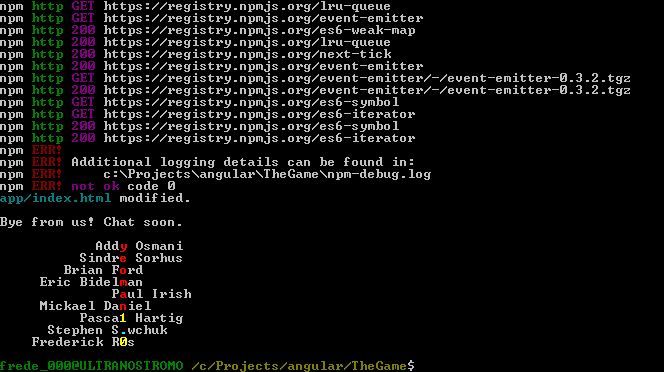 npm http GET https://registry.npmjs.org/lru-queue
npm http GET https://registry.npmjs.org/event-emitter
npm http 200 https://registry.npmjs.org/es6-weak-map
npm http 200 https://registry.npmjs.org/lru-queue
npm http 200 https://registry.npmjs.org/next-tick
npm http 200 https://registry.npmjs.org/event-emitter
npm http GET https://registry.npmjs.org/event-emitter/-/event-emitter-0.3.2.tgz
npm http 200 https://registry.npmjs.org/event-emitter/-/event-emitter-0.3.2.tgz
npm http GET https://registry.npmjs.org/es6-symbol
npm http GET https://registry.npmjs.org/es6-iterator
npm http 200 https://registry.npmjs.org/es6-symbol
npm http 200 https://registry.npmjs.org/es6-iterator
npm ERR!
npm ERR! Additional logging details can be found in:
npm ERR!     c:\Projects\angular\TheGame\npm-debug.log
npm ERR! not ok code 0
app/index.html modified.
Bye from us! Chat soon.
Addy Osmani
Sindre Sorhus
Brian Ford
Eric Bidelman
Paul Irish
Mickael Daniel
Pasca1 Hartig
Stephen S.wchuk
Frederick R0s
frede_000@ULTRANOSTROMO /c/Projects/angular/TheGame$